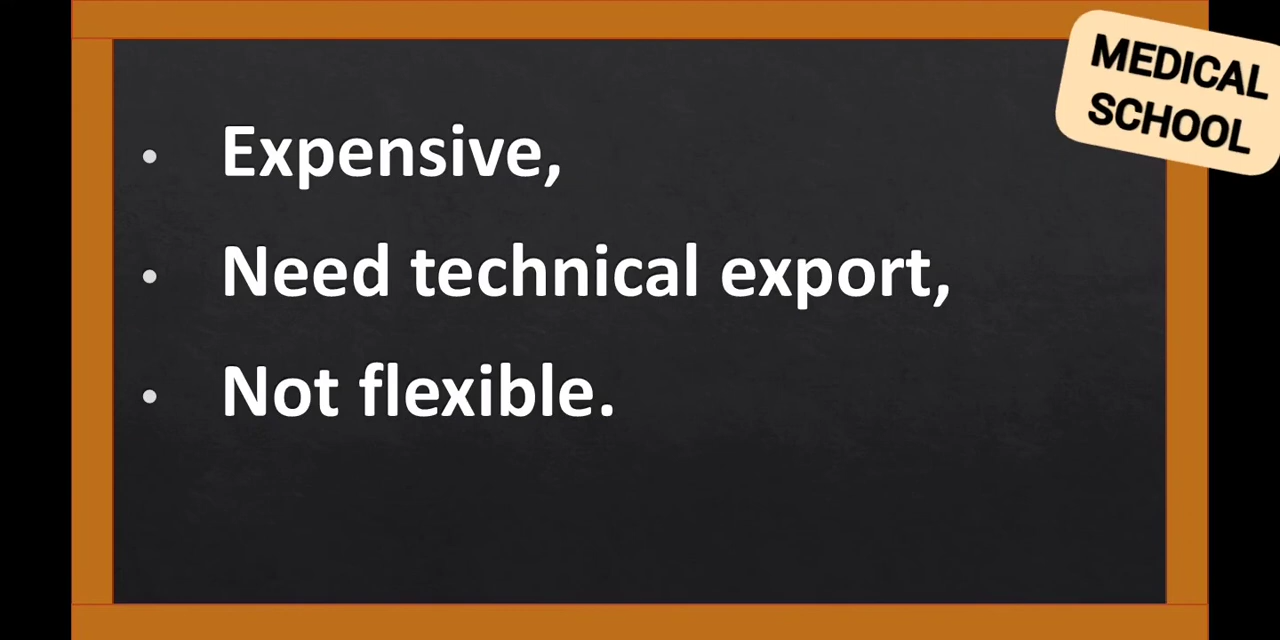 MEDICAL
SCHOOL
• Expensive,
• Need technical export,
• Not flexible.